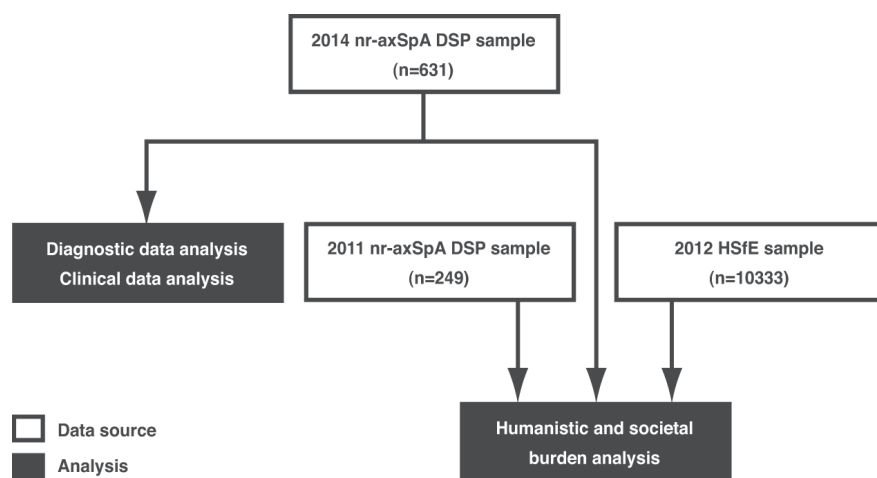 2014 nr-axSpA DSP sample
(n=631)
Diagnostic data analysis
Clinical data analysis
2011 nr-axSpA DSP sample
(n=249)
2012 HSfE sample
(n=10333)
Humanistic and societal
burden analysis
Data source
Analysis